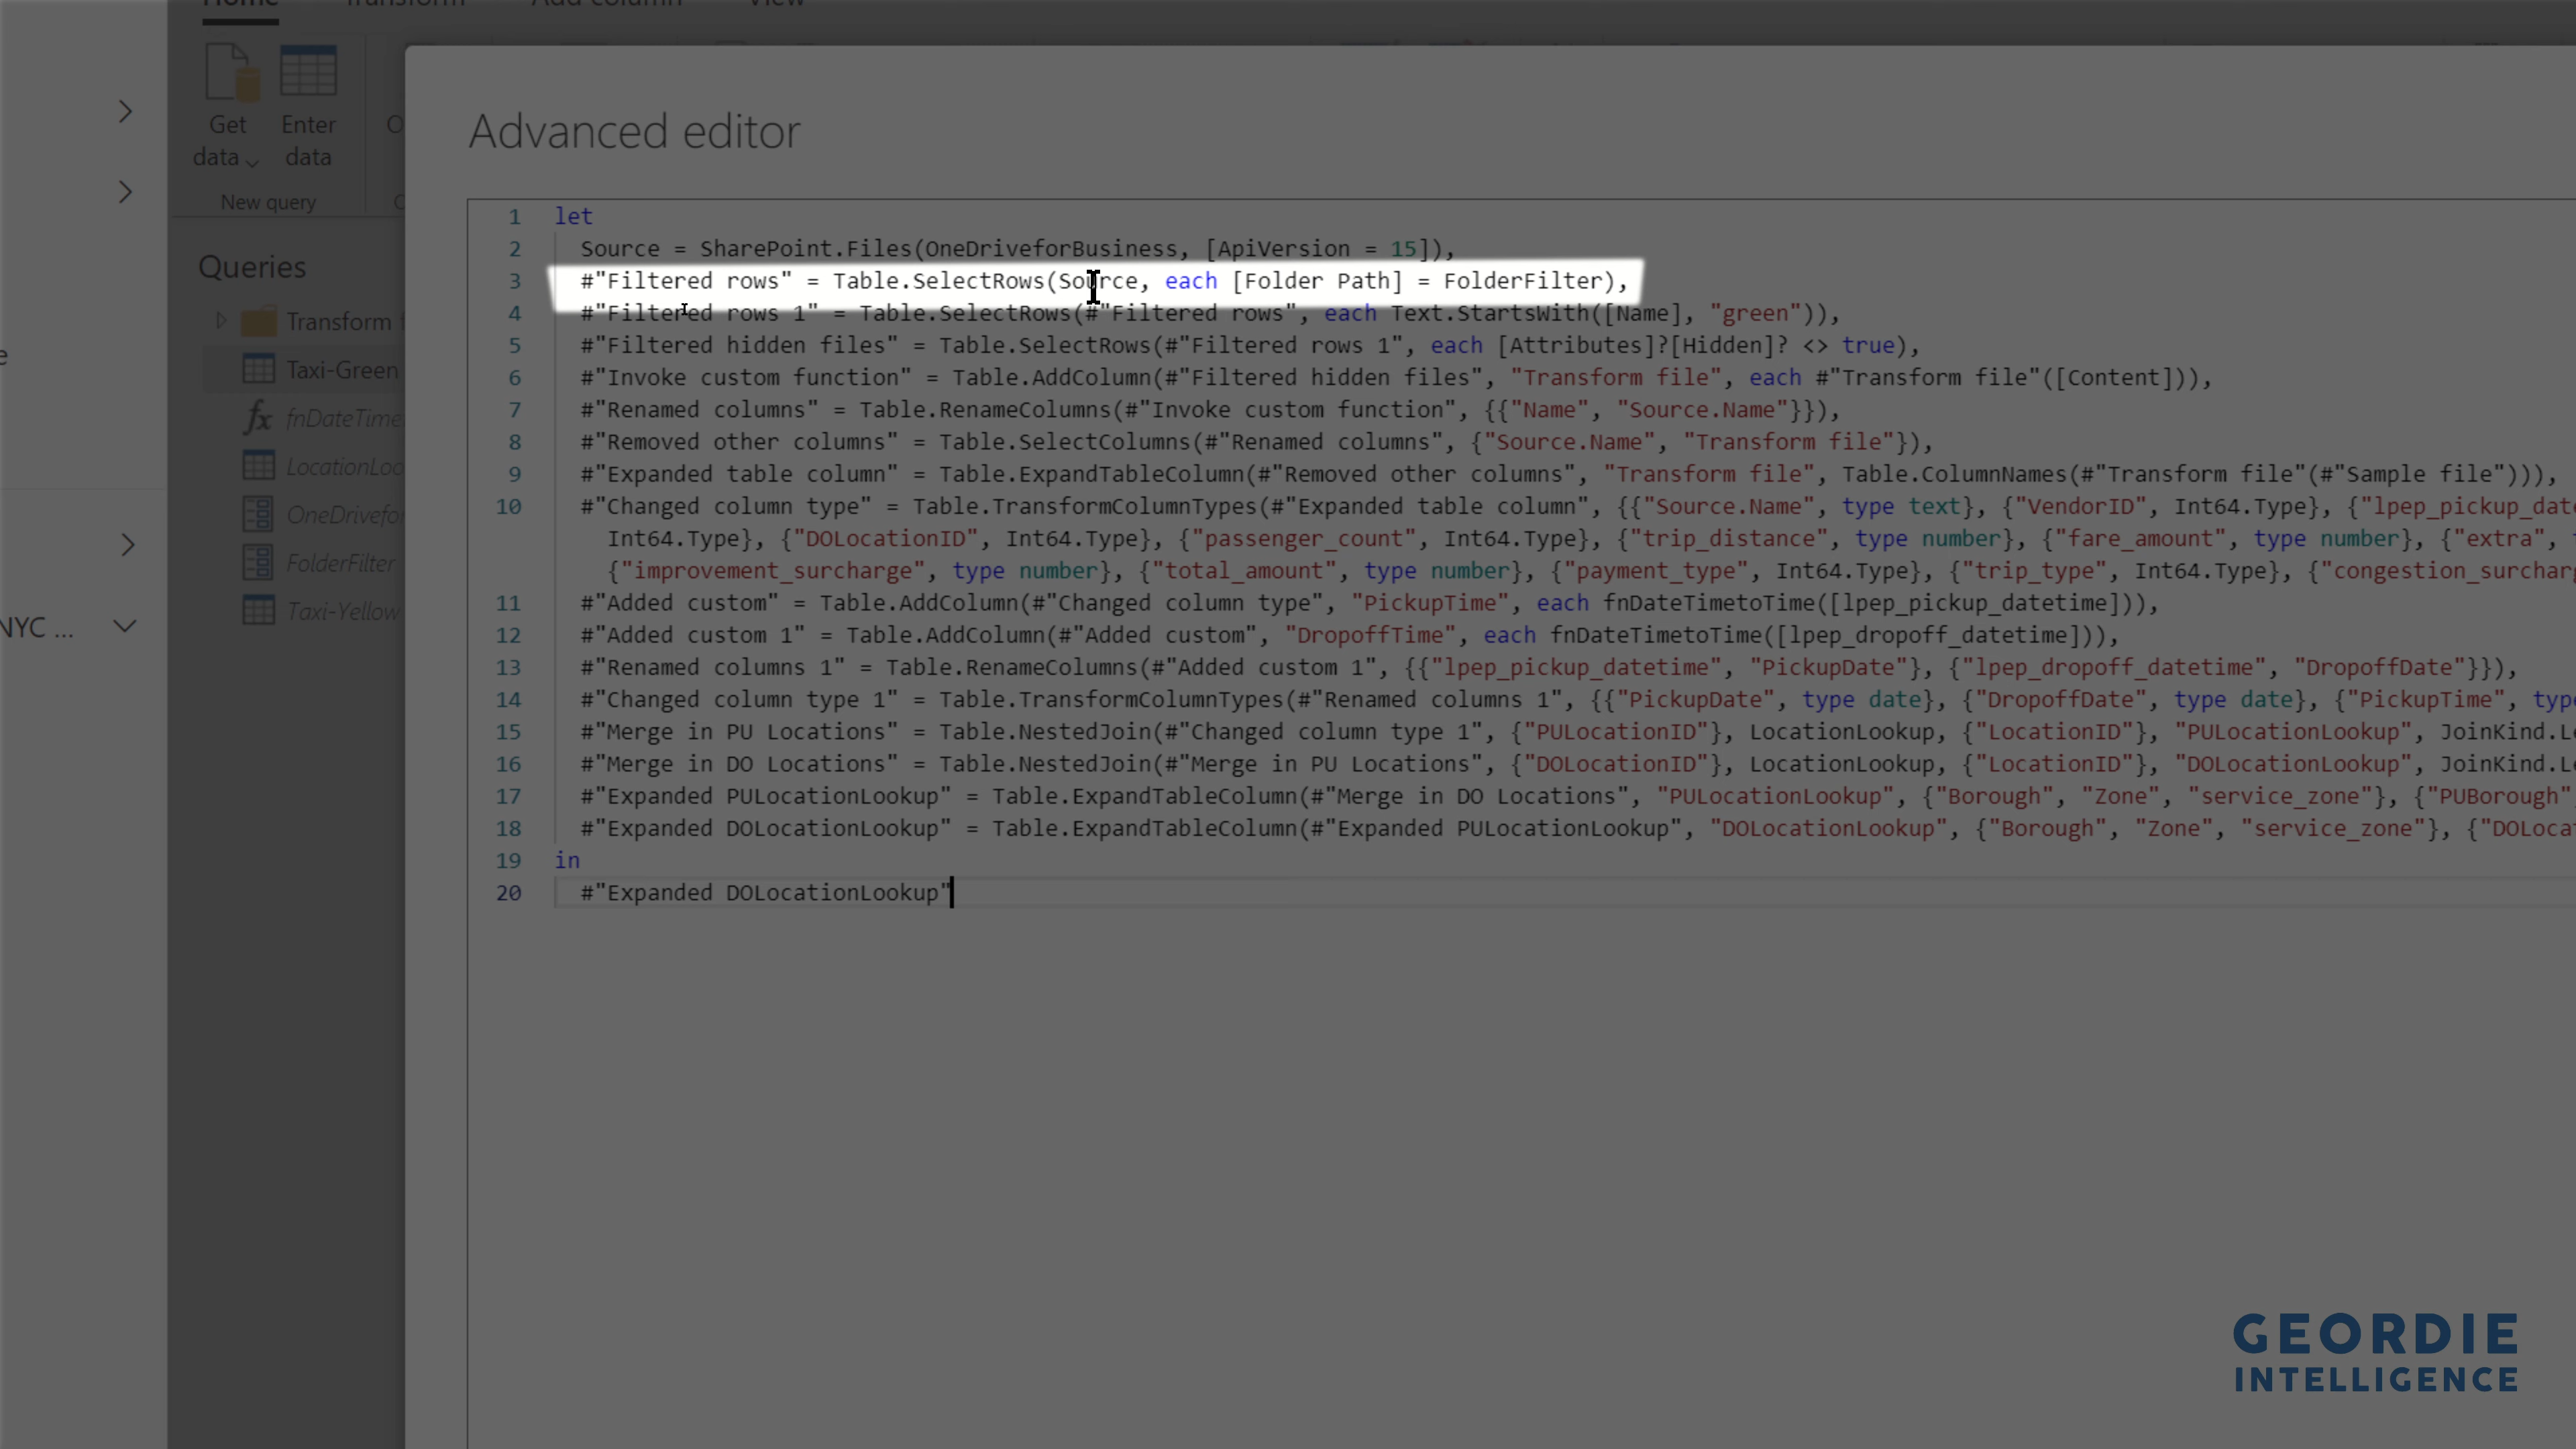 Home Transform Add column View
Get data
Enter data
New query
Queries
Transform
Taxi-Green
fnDateTime
LocationLoo
OneDrivefor
FolderFilter
Taxi-Yellow
NYC ...
Advanced editor
1 let
2 Source = SharePoint.Files(OneDriveforBusiness, [ApiVersion = 15]),
3 #"Filtered rows" = Table.SelectRows(Source, each [Folder Path] = FolderFilter),
4 #"Filtered rows 1" = Table.SelectRows(#"Filtered rows", each Text.StartsWith([Name], "green")),
5 #"Filtered hidden files" = Table.SelectRows(#"Filtered rows 1", each [Attributes]?[Hidden]? <> true),
6 #"Invoke custom function" = Table.AddColumn(#"Filtered hidden files", "Transform file", each #"Transform file"([Content])),
7 #"Renamed columns" = Table.RenameColumns(#"Invoke custom function", {{"Name", "Source.Name"}}),
8 #"Removed other columns" = Table.SelectColumns(#"Renamed columns", {"Source.Name", "Transform file"}),
9 #"Expanded table column" = Table.ExpandTableColumn(#"Removed other columns", "Transform file", Table.ColumnNames(#"Transform file"(#"Sample file"))),
10 #"Changed column type" = Table.TransformColumnTypes(#"Expanded table column", {{"Source.Name", type text}, {"VendorID", Int64.Type}, {"lpep_pickup_date
Int64.Type}, {"DOLocationID", Int64.Type}, {"passenger_count", Int64.Type}, {"trip_distance", type number}, {"fare_amount", type number}, {"extra",
{"improvement_surcharge", type number}, {"total_amount", type number}, {"payment_type", Int64.Type}, {"trip_type", Int64.Type}, {"congestion_surcharg
11 #"Added custom" = Table.AddColumn(#"Changed column type", "PickupTime", each fnDateTimetoTime([lpep_pickup_datetime])),
12 #"Added custom 1" = Table.AddColumn(#"Added custom", "DropoffTime", each fnDateTimetoTime([lpep_dropoff_datetime])),
13 #"Renamed columns 1" = Table.RenameColumns(#"Added custom 1", {{"lpep_pickup_datetime", "PickupDate"}, {"lpep_dropoff_datetime", "DropoffDate"}}),
14 #"Changed column type 1" = Table.TransformColumnTypes(#"Renamed columns 1", {{"PickupDate", type date}, {"DropoffDate", type date}, {"PickupTime", typ
15 #"Merge in PU Locations" = Table.NestedJoin(#"Changed column type 1", {"PULocationID"}, LocationLookup, {"LocationID"}, "PULocationLookup", JoinKind.Le
16 #"Merge in DO Locations" = Table.NestedJoin(#"Merge in PU Locations", {"DOLocationID"}, LocationLookup, {"LocationID"}, "DOLocationLookup", JoinKind.Le
17 #"Expanded PULocationLookup" = Table.ExpandTableColumn(#"Merge in DO Locations", "PULocationLookup", {"Borough", "Zone", "service_zone"}, {"PUBorough"
18 #"Expanded DOLocationLookup" = Table.ExpandTableColumn(#"Expanded PULocationLookup", "DOLocationLookup", {"Borough", "Zone", "service_zone"}, {"DOLoca
19 in
20 #"Expanded DOLocationLookup"
GEORDIE
INTELLIGENCE